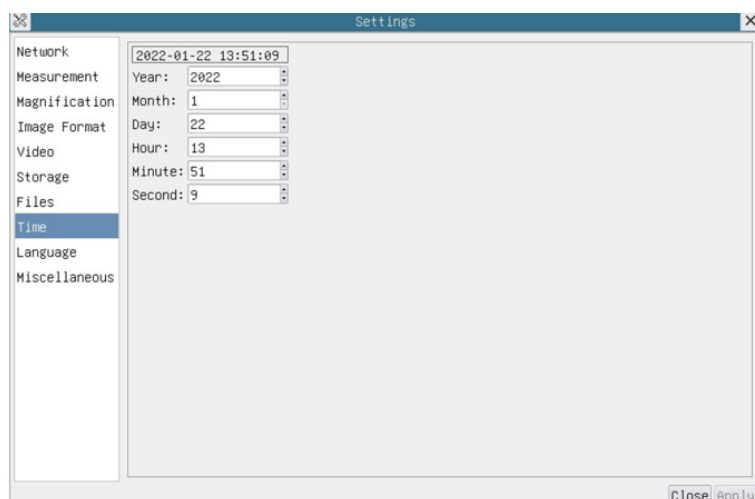 Settings
Network
Measurement
Magnification
Image Format
Video
Storage
Files
Time
Language
Miscellaneous
2022-01-22 13:51:09
Year: 2022
Month: 1
Day: 22
Hour: 13
Minute: 51
Second: 9
Close Apply